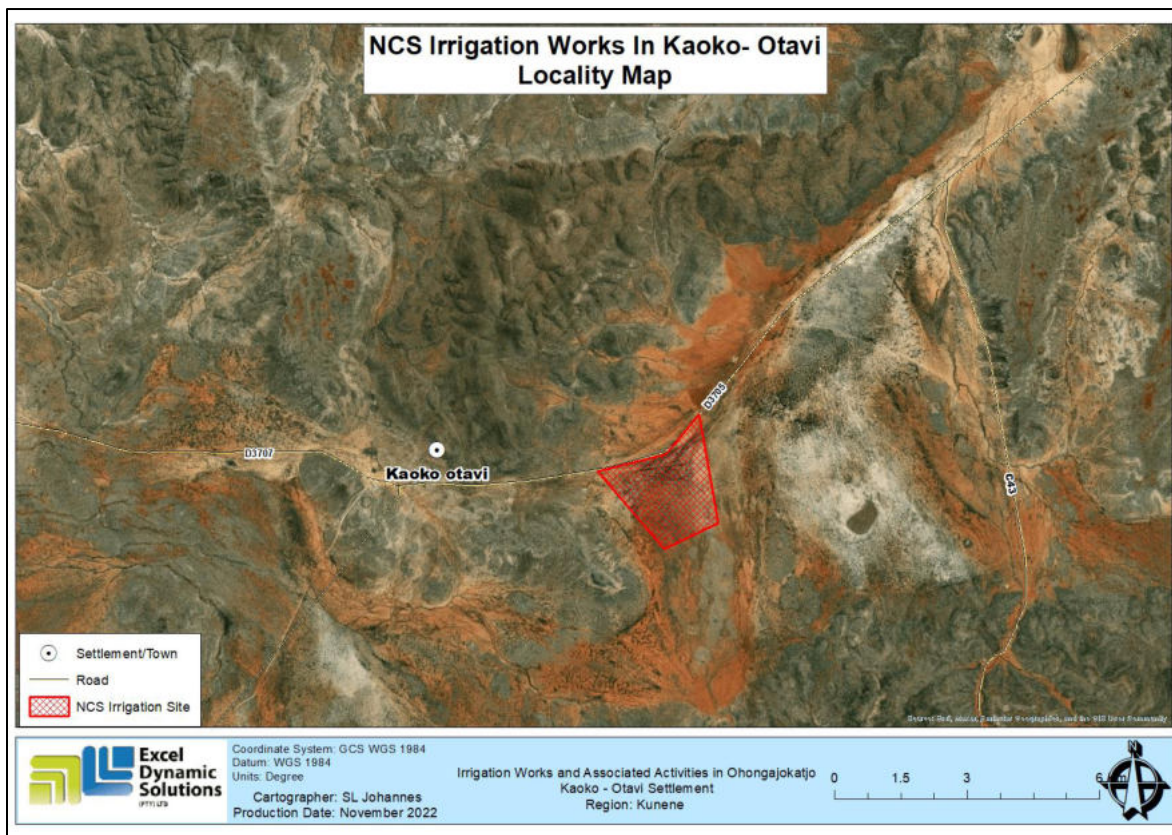 NCS Irrigation Works In Kaoko- Otavi
Locality Map
D3705
D3707
Kaoko otavi
C43
Settlement/Town
Road
NCS Irrigation Site
Excel
Dynamic
Solutions
(PTY) LTD
Coordinate System: GCS WGS 1984
Datum: WGS 1984
Units: Degree
Cartographer: SL Johannes
Production Date: November 2022
Irrigation Works and Associated Activities in Ohongajokatjo
Kaoko - Otavi Settlement
Region: Kunene
0 1.5 3 6
N